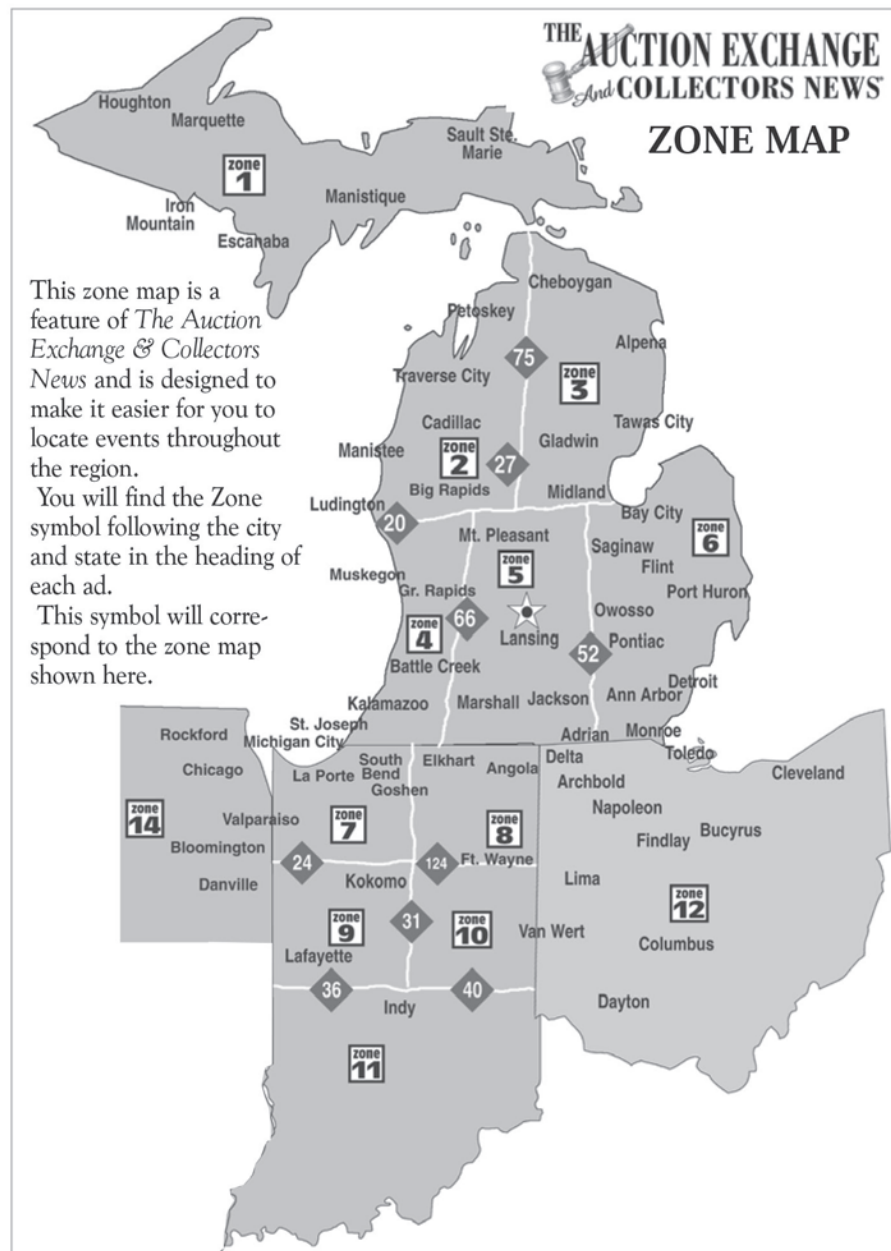 THE
AUCTION EXCHANGE
And COLLECTORS NEWS
ZONE MAP
Houghton
Marquette
Sault Ste.
Marie
zone
1
Iron
Mountain
Manistique
Escanaba
This zone map is a
feature of The Auction
Exchange & Collectors
News and is designed to
make it easier for you to
locate events throughout
the region.
You will find the Zone
symbol following the city
and state in the heading of
each ad.
This symbol will corre-
spond to the zone map
shown here.
Cheboygan
Petoskey
Alpena
75
Traverse City
zone
3
Cadillac
Tawas City
Manistee
zone
2
27
Gladwin
Big Rapids
Midland
Ludington
20
Bay City
zone
6
Mt. Pleasant
Saginaw
zone
5
Flint
Muskegon
Gr. Rapids
Port Huron
66
Owosso
zone
4
Lansing
Pontiac
52
Battle Creek
Detroit
Kalamazoo
Marshall
Jackson
Ann Arbor
St. Joseph
Adrian
Monroe
Rockford
Michigan City
Toledo
South
Bend
Elkhart
Delta
Chicago
La Porte
Goshen
Angola
Archbold
Cleveland
Napoleon
zone
14
Valparaiso
zone
7
zone
8
Findlay
Bucyrus
Bloomington
24
124
Ft. Wayne
Danville
Kokomo
Lima
zone
12
31
zone
9
zone
10
Van Wert
Columbus
Lafayette
36
40
Dayton
Indy
zone
11